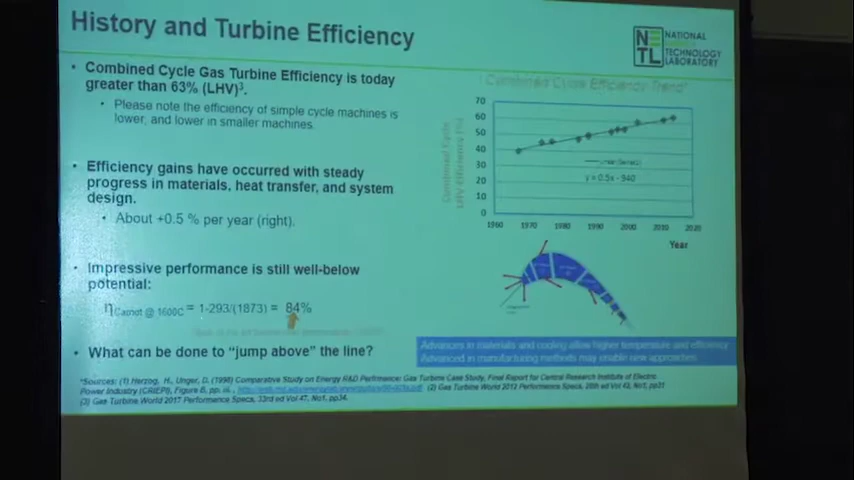 History and Turbine Efficiency
NETL
NATIONAL
TECHNOLOGY
LABORATORY
• Combined Cycle Gas Turbine Efficiency is today
greater than 63% (LHV)³.
• Please note the efficiency of simple cycle machines is
lower, and lower in smaller machines.
• Efficiency gains have occurred with steady
progress in materials, heat transfer, and system
design.
• About +0.5 % per year (right).
• Impressive performance is still well-below
potential:
ηCarnot @ 1600C = 1-293/(1873) = 84%
• What can be done to “jump above” the line?
Combined Cycle Efficiency Trend¹
Combined Cycle
LHV Efficiency (%)
70
60
50
40
30
20
10
0
y = 0.5x - 940
1960 1970 1980 1990 2000 2010 2020
Year
Advances in materials and cooling allow higher temperature and efficiency
Advanced in manufacturing methods may enable new approaches
*Sources: (1) Herzog, H., Unger, D. (1998) Comparative Study on Energy R&D Performance: Gas Turbine Case Study, Final Report for Central Research Institute of Electric
Power Industry (CRIEPI), Figure 6, pp. (2) Gas Turbine World 2012 Performance Specs, 28th ed Vol 42, No1, pp31
(3) Gas Turbine World 2017 Performance Specs, 33rd ed Vol 47, No1, pp34.